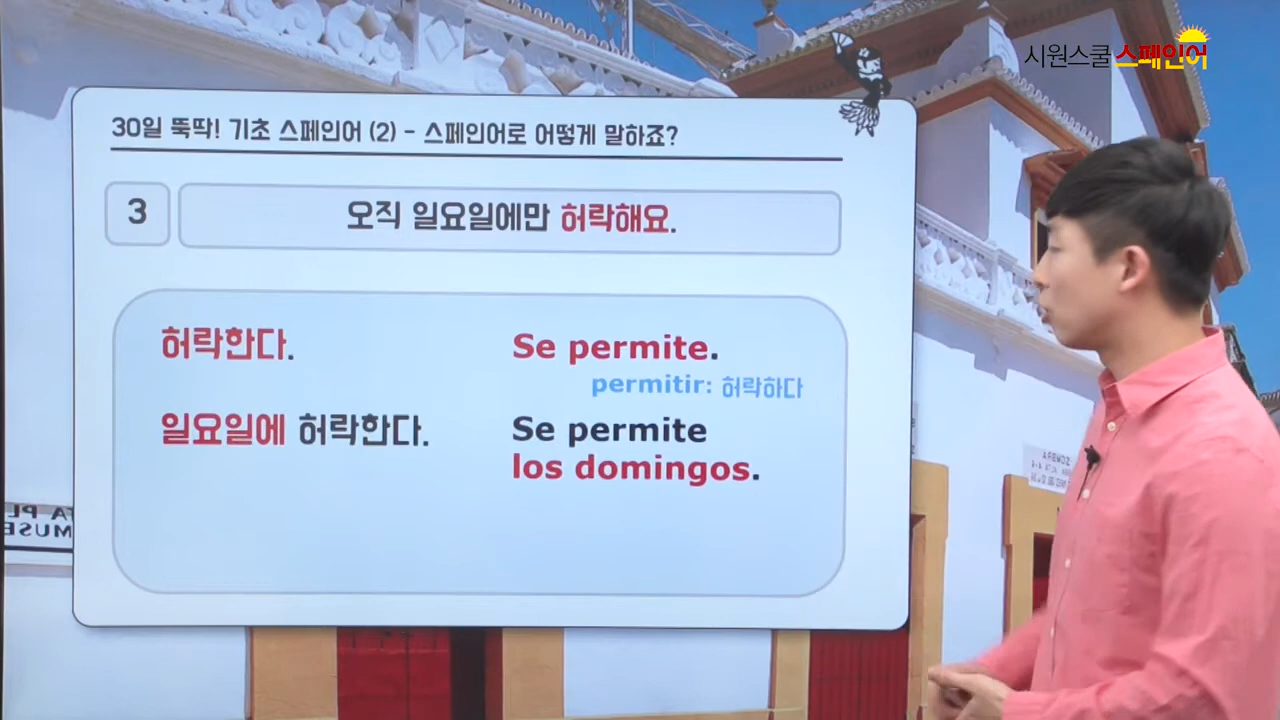 시원스쿨 스페인어
30일 뚝딱! 기초 스페인어 (2) - 스페인어로 어떻게 말하죠?
3
오직 일요일에만 허락해요.
허락한다.
Se permite.
permitir: 허락하다
일요일에 허락한다.
Se permite
los domingos.